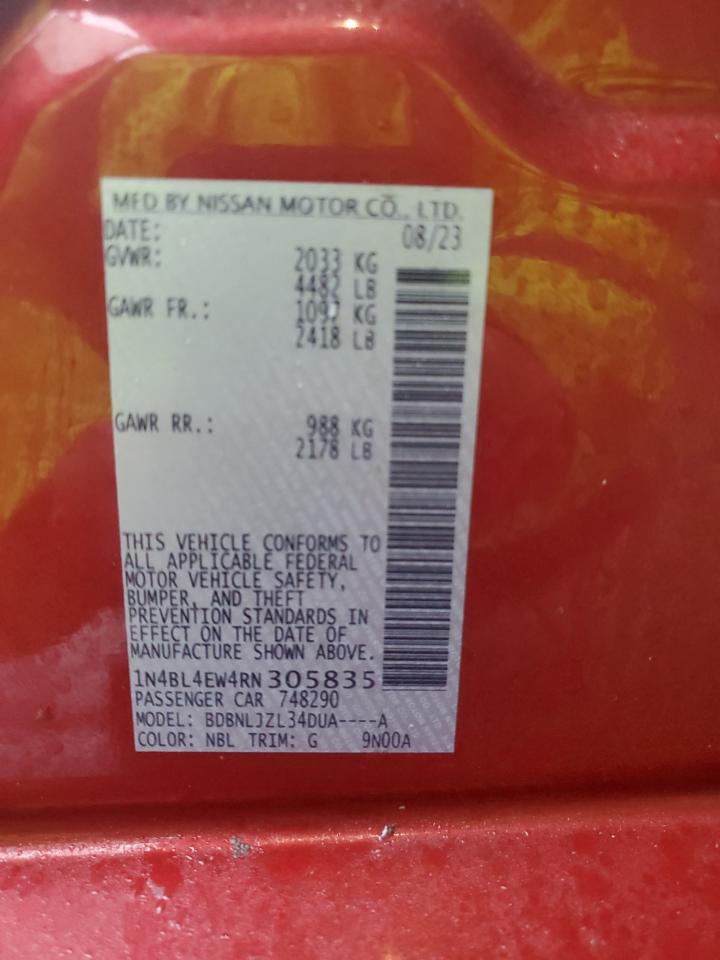 MFD BY NISSAN MOTOR CO., LTD.
DATE: 08/23
GVWR: 2033 KG
4482 LB
GAWR FR.: 1097 KG
2418 LB
GAWR RR.: 988 KG
2178 LB
THIS VEHICLE CONFORMS TO
ALL APPLICABLE FEDERAL
MOTOR VEHICLE SAFETY,
BUMPER, AND THEFT
PREVENTION STANDARDS IN
EFFECT ON THE DATE OF
MANUFACTURE SHOWN ABOVE.
1N4BL4EW4RN305835
PASSENGER CAR 748290
MODEL: BDBNLJZL34DUA----A
COLOR: NBL TRIM: G 9N00A